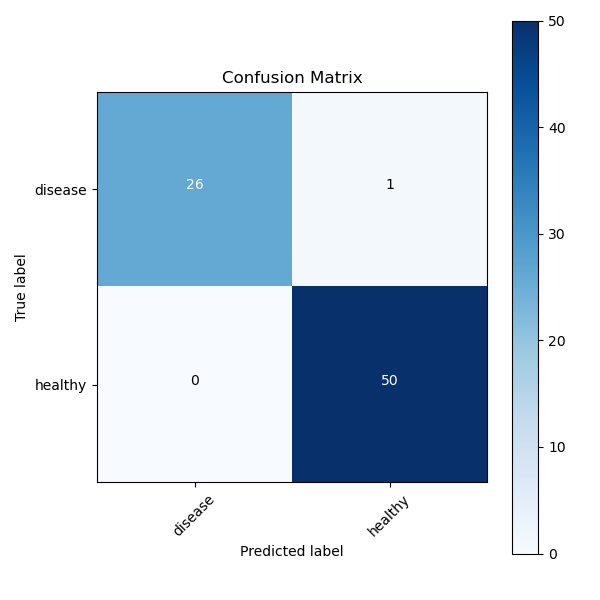 Confusion Matrix
50
40
30
20
10
0
True label
disease
26
1
healthy
0
50
disease
healthy
Predicted label